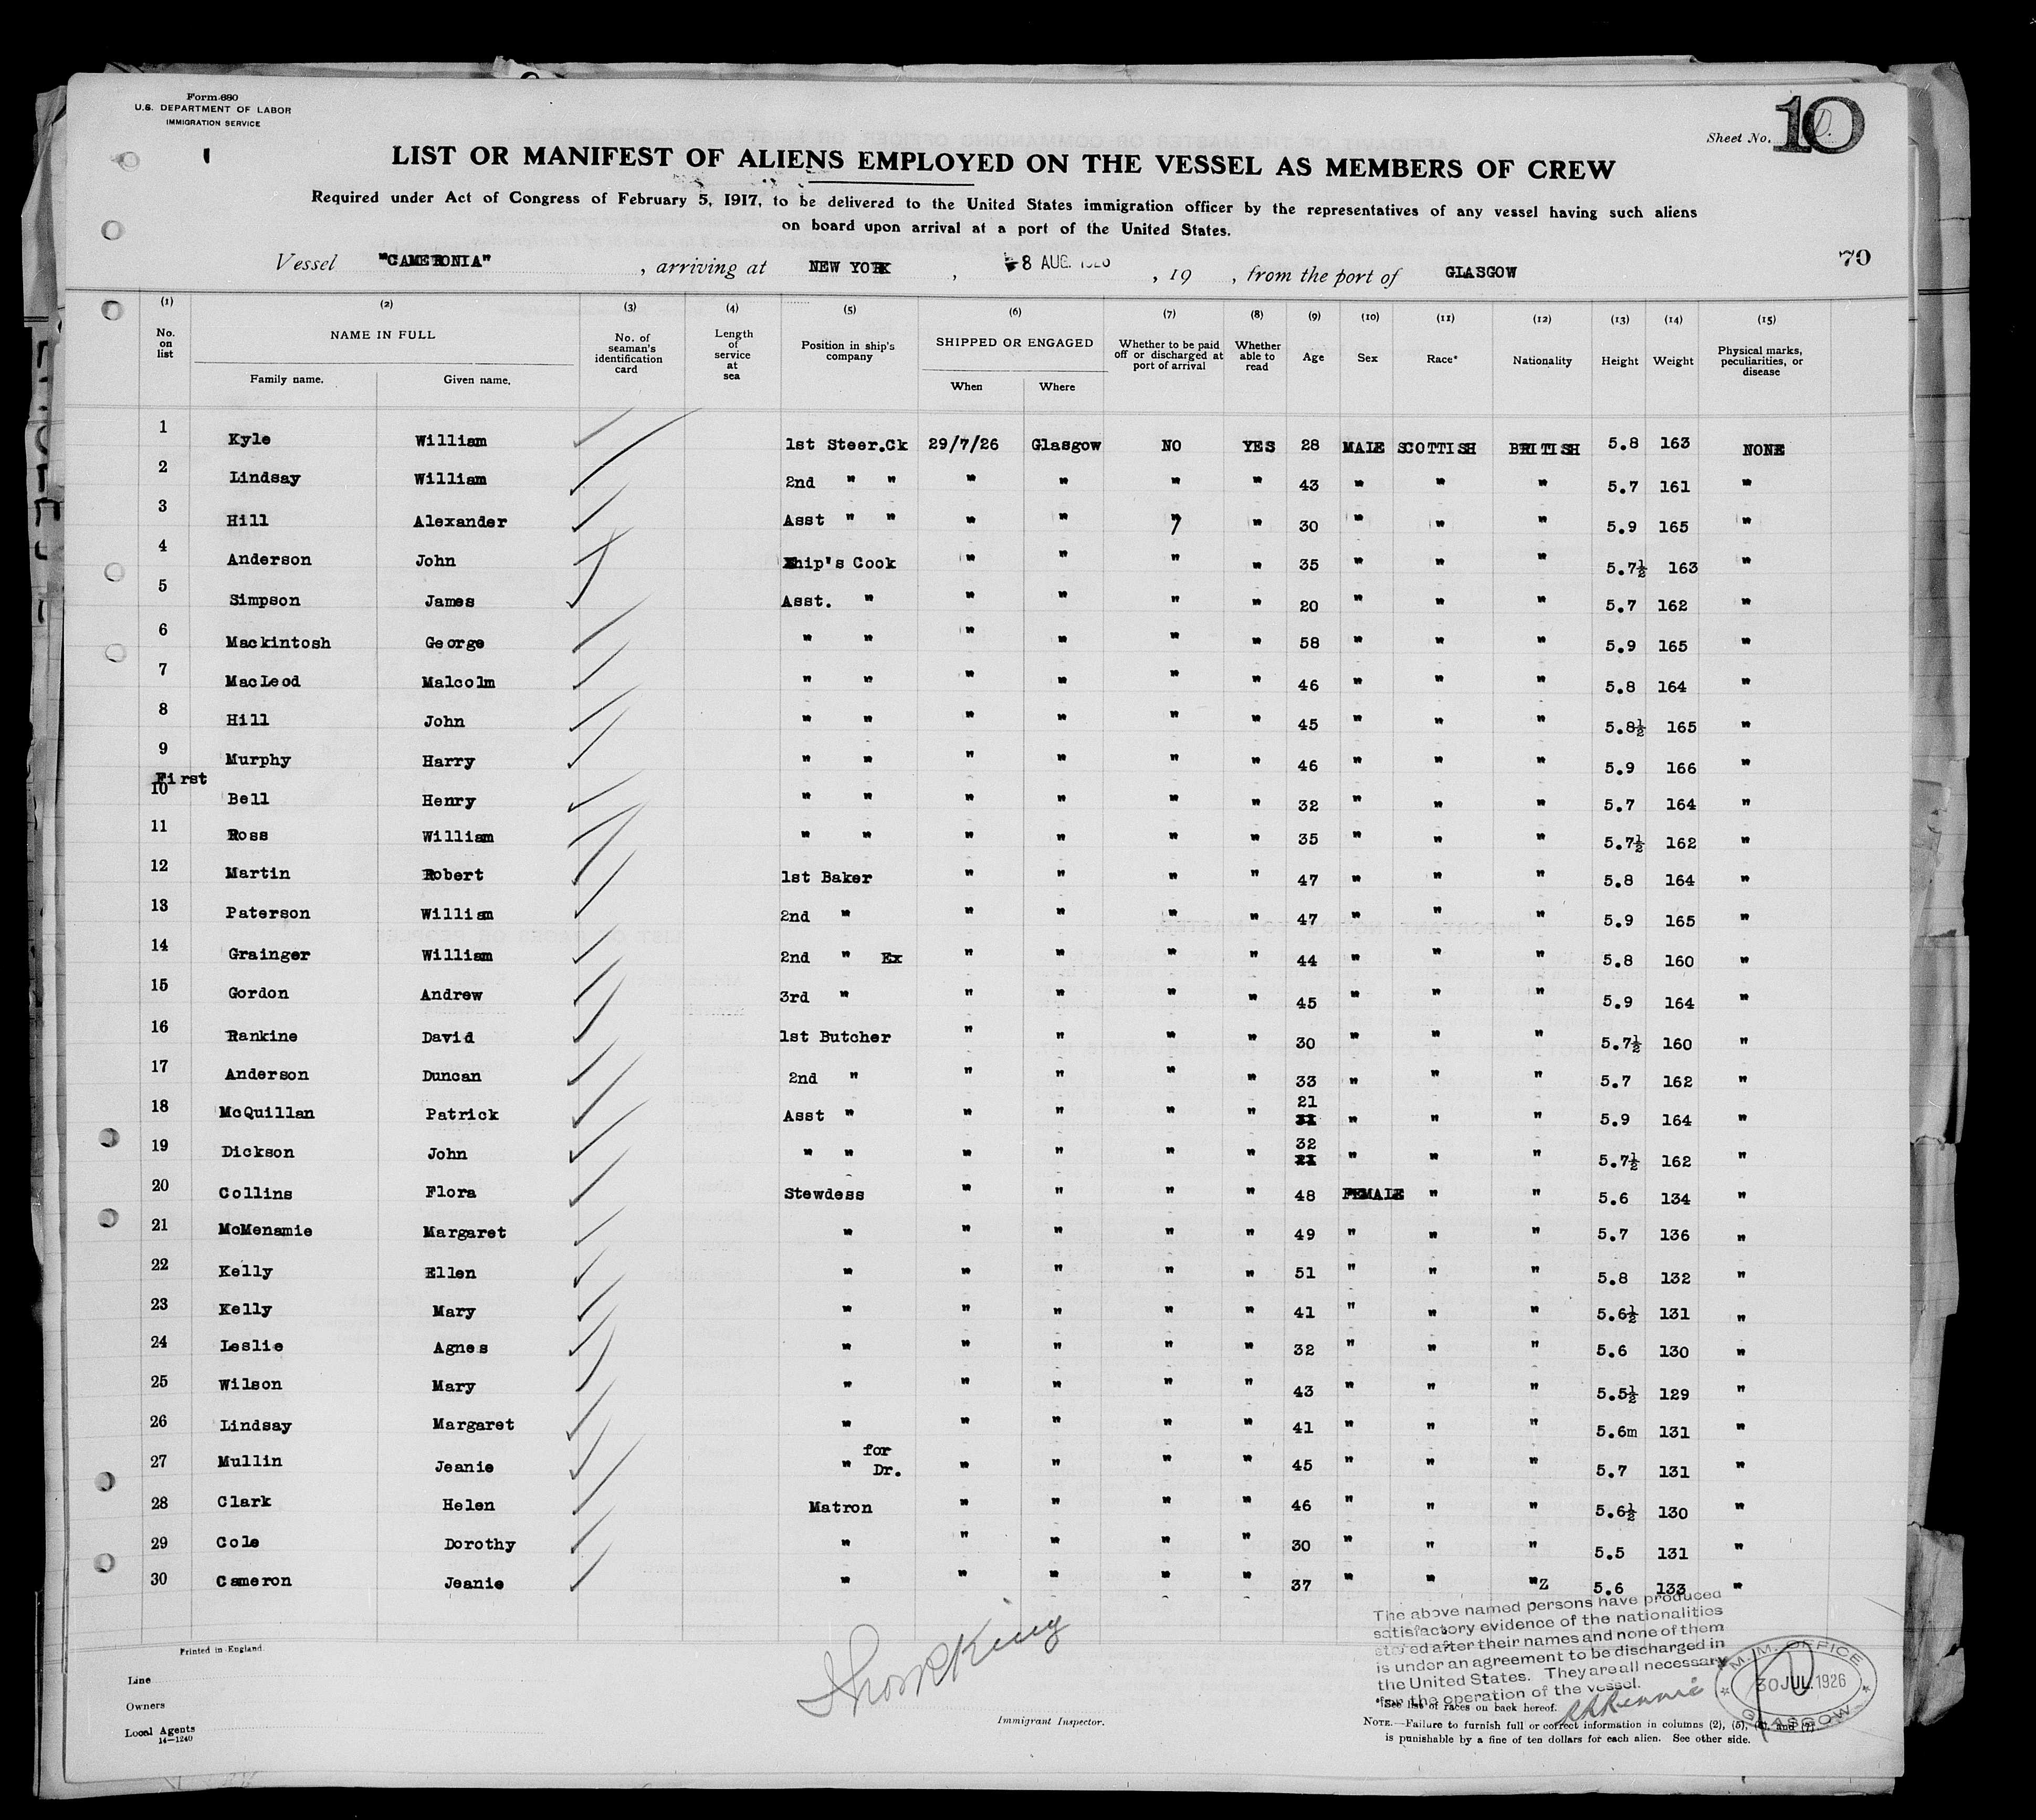 Form 680
U.S. DEPARTMENT OF LABOR
IMMIGRATION SERVICE
Sheet No. 10
LIST OR MANIFEST OF ALIENS EMPLOYED ON THE VESSEL AS MEMBERS OF CREW
Required under Act of Congress of February 5, 1917, to be delivered to the United States immigration officer by the representatives of any vessel having such aliens
on board upon arrival at a port of the United States.
Vessel "CAMERONIA", arriving at NEW YORK, 8 AUG. 1926, 19 , from the port of GLASGOW
70
(1) (2) (3) (4) (5) (6) (7) (8) (9) (10) (11) (12) (13) (14) (15)
No. on list NAME IN FULL Family name. Given name. No. of seaman's identification card Length of service at sea Position in ship's company SHIPPED OR ENGAGED When Where Whether to be paid off or discharged at port of arrival Whether able to read Age Sex Race* Nationality Height Weight Physical marks, peculiarities, or disease
1 Kyle William 1st Steer.Ck 29/7/26 Glasgow NO YES 28 MALE SCOTTISH BRITISH 5.8 163 NONE
2 Lindsay William 2nd " " " " " " 43 " " " 5.7 161 "
3 Hill Alexander Asst " " " " " " 30 " " " 5.9 165 "
4 Anderson John Ship's Cook " " " " 35 " " " 5.7½ 163 "
5 Simpson James Asst. " " " " " 20 " " " 5.7 162 "
6 Mackintosh George " " " " " " 58 " " " 5.9 165 "
7 MacLeod Malcolm " " " " " " 46 " " " 5.8 164 "
8 Hill John " " " " " " 45 " " " 5.8½ 165 "
9 Murphy Harry " " " " " " 46 " " " 5.9 166 "
First
10 Bell Henry " " " " " " 32 " " " 5.7 164 "
11 Ross William " " " " " " 35 " " " 5.7½ 162 "
12 Martin Robert 1st Baker " " " " 47 " " " 5.8 164 "
13 Paterson William 2nd " " " " " 47 " " " 5.9 165 "
14 Grainger William 2nd " Ex " " " " 44 " " " 5.8 160 "
15 Gordon Andrew 3rd " " " " " 45 " " " 5.9 164 "
16 Rankine David 1st Butcher " " " " 30 " " " 5.7½ 160 "
17 Anderson Duncan 2nd " " " " " 33 " " " 5.7 162 "
18 McQuillan Patrick Asst " " " " " 21 " " " 5.9 164 "
19 Dickson John " " " " " " 32 " " " 5.7½ 162 "
20 Collins Flora Stewdess " " " " 48 FEMALE " " 5.6 134 "
21 McMenamie Margaret " " " " " 49 " " " 5.7 136 "
22 Kelly Ellen " " " " " 51 " " " 5.8 132 "
23 Kelly Mary " " " " " 41 " " " 5.6½ 131 "
24 Leslie Agnes " " " " " 32 " " " 5.6 130 "
25 Wilson Mary " " " " " 43 " " " 5.5½ 129 "
26 Lindsay Margaret " " " " " 41 " " " 5.6m 131 "
27 Mullin Jeanie " for Dr. " " " " 45 " " " 5.7 131 "
28 Clark Helen Matron " " " " 46 " " " 5.6½ 130 "
29 Cole Dorothy " " " " " 30 " " " 5.5 131 "
30 Cameron Jeanie " " " " " 37 " " "Z 5.6 133 "
The above named persons have produced
satisfactory evidence of the nationalities
stated after their names and none of them
is under an agreement to be discharged in
the United States. They are all necessary
for the operation of the vessel.
M.M. OFFICE
30 JUL 1926
GLASGOW
Printed in England.
Line
Owners
Local Agents
14—1240
Immigrant Inspector.
*See list of races on back hereof.
NOTE.—Failure to furnish full or correct information in columns (2), (5), (6), and (7)
is punishable by a fine of ten dollars for each alien. See other side.